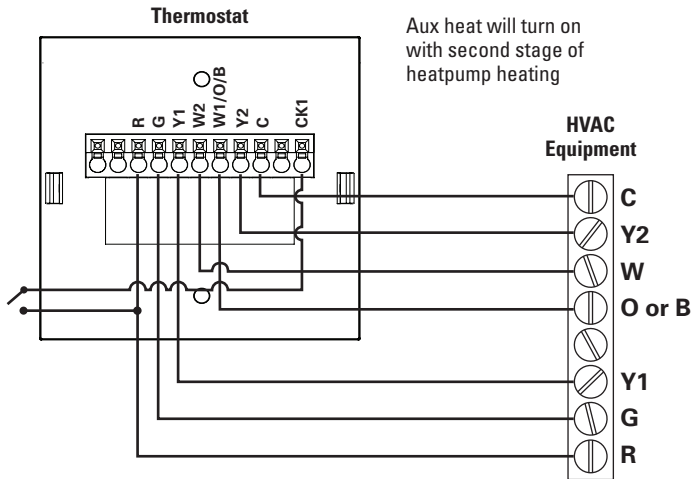 Thermostat
Aux heat will turn on
with second stage of
heatpump heating
R
G
Y1
W2
W1/O/B
Y2
C
CK1
HVAC
Equipment
C
Y2
W
O or B
Y1
G
R